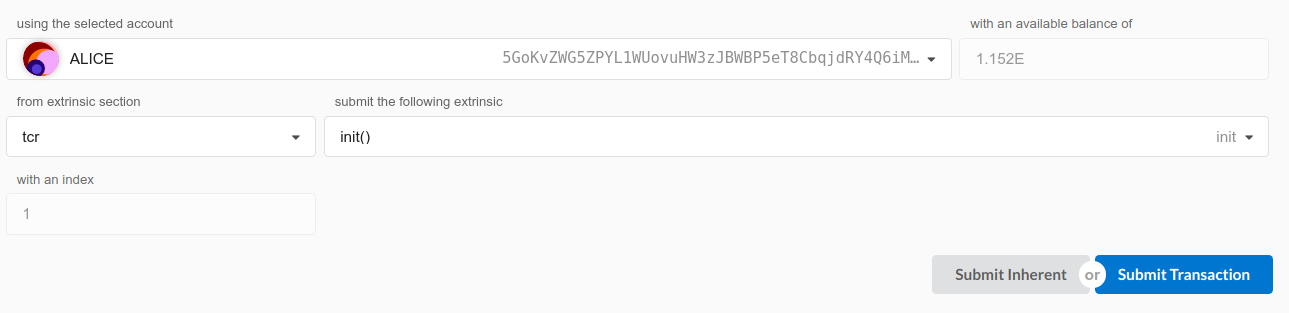 using the selected account with an available balance of
ALICE 5GoKvZWG5ZPYL1WUovuHW3zJBWBP5eT8CbqjdRY4Q6iM… 1.152E
from extrinsic section submit the following extrinsic
tcr init() init
with an index
1
Submit Inherent or Submit Transaction